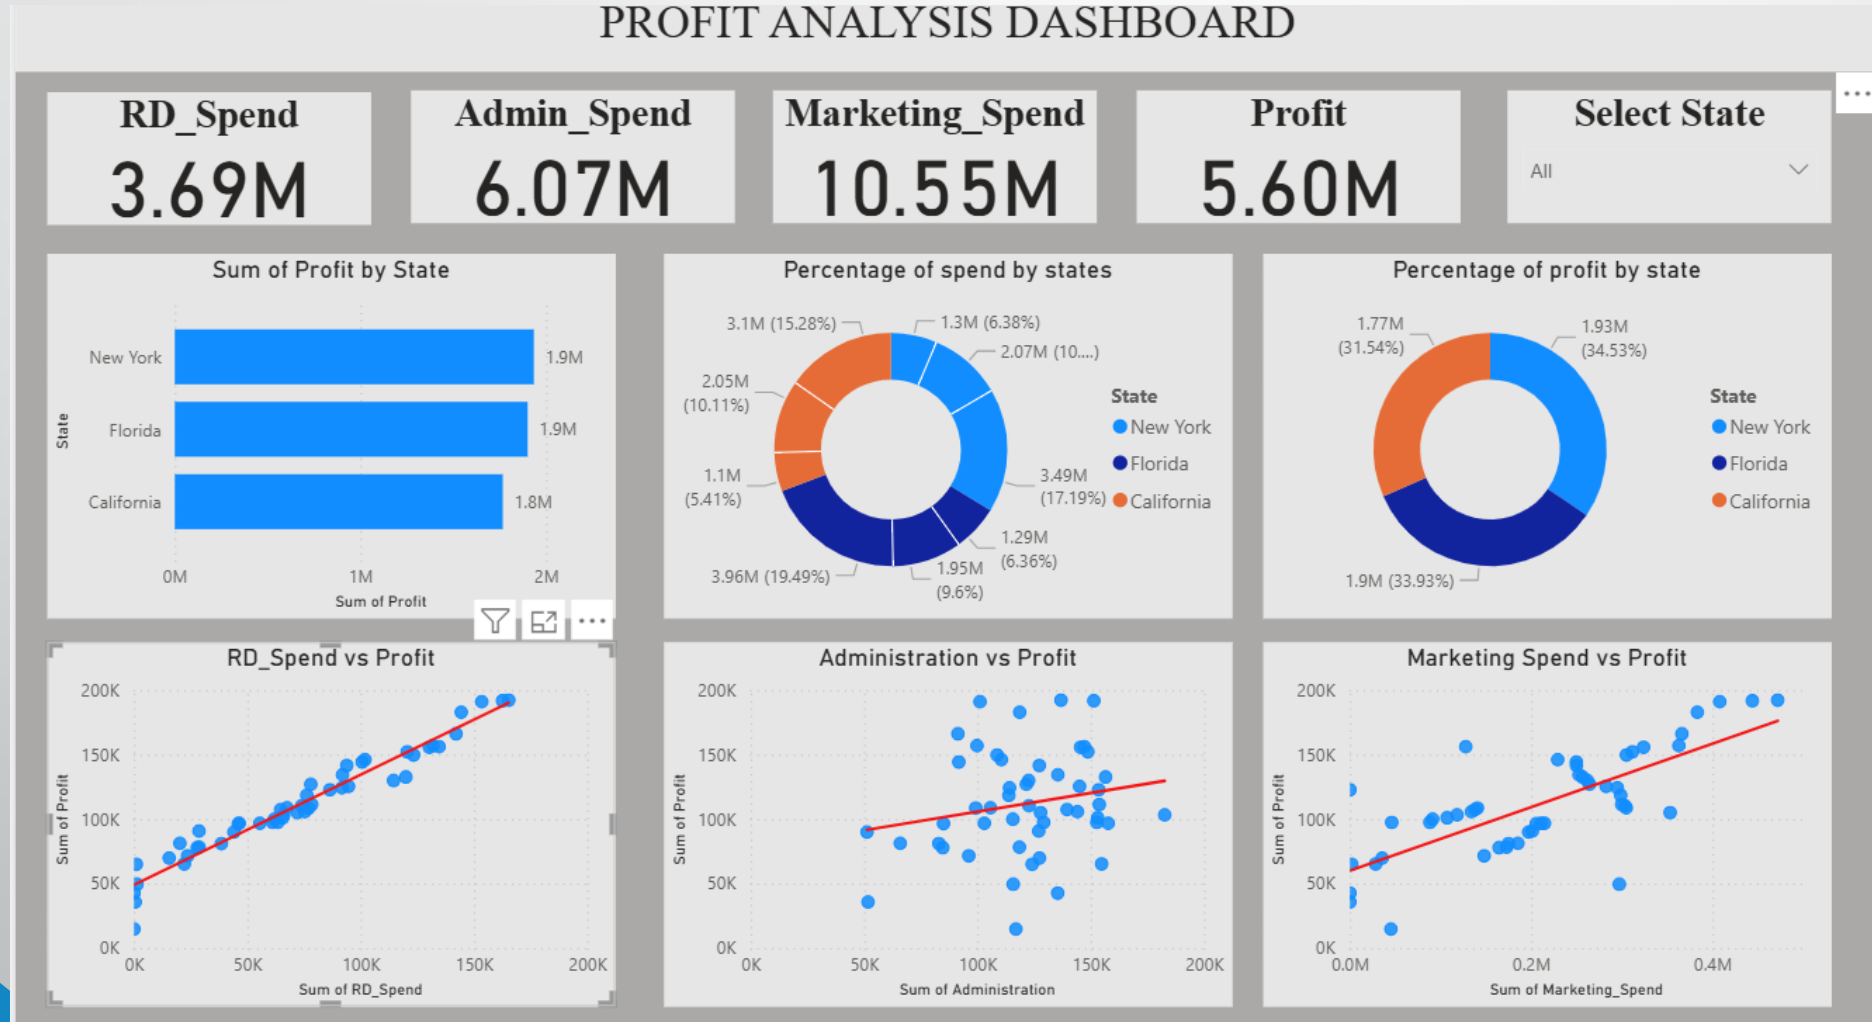 PROFIT ANALYSIS DASHBOARD
RD_Spend
3.69M
Admin_Spend
6.07M
Marketing_Spend
10.55M
Profit
5.60M
Select State
All
Sum of Profit by State
State
New York
1.9M
Florida
1.9M
California
1.8M
0M
1M
2M
Sum of Profit
Percentage of spend by states
3.1M (15.28%)
1.3M (6.38%)
2.07M (10....)
2.05M
(10.11%)
1.1M
(5.41%)
3.49M
(17.19%)
1.29M
(6.36%)
3.96M (19.49%)
1.95M
(9.6%)
State
New York
Florida
California
Percentage of profit by state
1.77M
(31.54%)
1.93M
(34.53%)
1.9M (33.93%)
State
New York
Florida
California
RD_Spend vs Profit
Sum of Profit
200K
150K
100K
50K
0K
0K
50K
100K
150K
200K
Sum of RD_Spend
Administration vs Profit
Sum of Profit
200K
150K
100K
50K
0K
0K
50K
100K
150K
200K
Sum of Administration
Marketing Spend vs Profit
Sum of Profit
200K
150K
100K
50K
0K
0.0M
0.2M
0.4M
Sum of Marketing_Spend